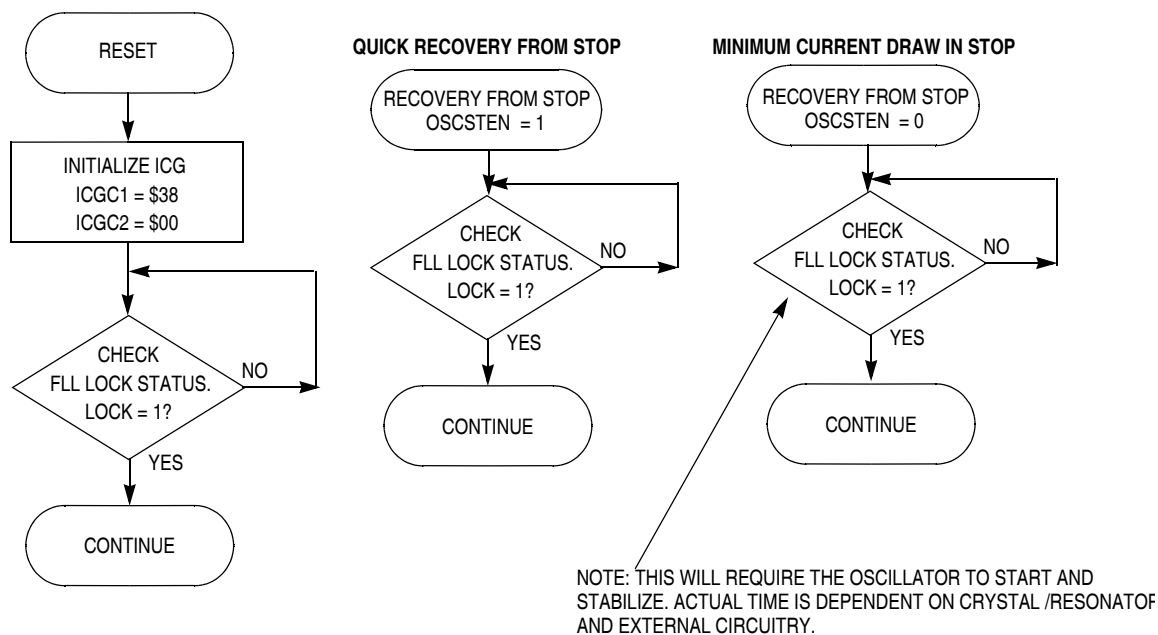 RESET
INITIALIZE ICG
ICGC1 = $38
ICGC2 = $00
CHECK
FLL LOCK STATUS.
LOCK = 1?
NO
YES
CONTINUE
QUICK RECOVERY FROM STOP
RECOVERY FROM STOP
OSCSTEN = 1
CHECK
FLL LOCK STATUS.
LOCK = 1?
NO
YES
CONTINUE
MINIMUM CURRENT DRAW IN STOP
RECOVERY FROM STOP
OSCSTEN = 0
CHECK
FLL LOCK STATUS.
LOCK = 1?
NO
YES
CONTINUE
NOTE: THIS WILL REQUIRE THE OSCILLATOR TO START AND
STABILIZE. ACTUAL TIME IS DEPENDENT ON CRYSTAL /RESONATOR
AND EXTERNAL CIRCUITRY.